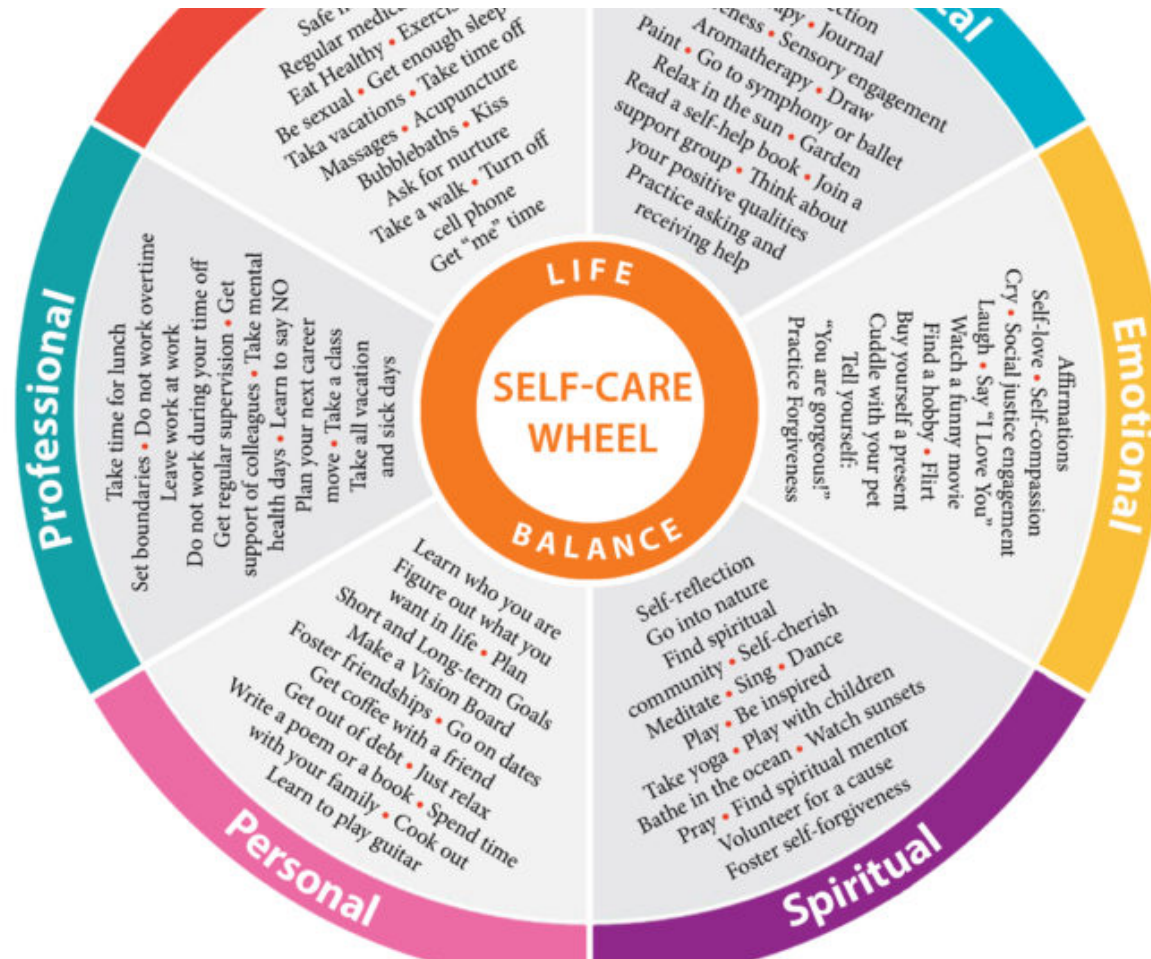 Regular
Eat Healthy •
Be sexual • Get enough sleep
Taka vacations • Take time off
Massages • Acupuncture
Bubblebaths • Kiss
Ask for nurture
Take a walk • Turn off
cell phone
Get “me” time
• Journal
• Sensory engagement
Aromatherapy • Draw
Paint • Go to symphony or ballet
Relax in the sun • Garden
Read a self-help book • Join a
support group • Think about
your positive qualities
Practice asking and
receiving help
Emotional
Affirmations
Self-love • Self-compassion
Cry • Social justice engagement
Laugh • Say “I Love You”
Watch a funny movie
Find a hobby • Flirt
Buy yourself a present
Cuddle with your pet
Tell yourself:
“You are gorgeous!”
Practice Forgiveness
Self-reflection
Go into nature
Find spiritual
community • Self-cherish
Meditate • Sing • Dance
Play • Be inspired
Take yoga • Play with children
Bathe in the ocean • Watch sunsets
Pray • Find spiritual mentor
Volunteer for a cause
Foster self-forgiveness
Spiritual
Learn who you are
Figure out what you
want in life • Plan
Short and Long-term Goals
Make a Vision Board
Foster friendships • Go on dates
Get coffee with a friend
Get out of debt • Just relax
Write a poem or a book • Spend time
with your family • Cook out
Learn to play guitar
Personal
Professional
Take time for lunch
Set boundaries • Do not work overtime
Leave work at work
Do not work during your time off
Get regular supervision • Get
support of colleagues • Take mental
health days • Learn to say NO
Plan your next career
move • Take a class
Take all vacation
and sick days
LIFE
SELF-CARE
WHEEL
BALANCE